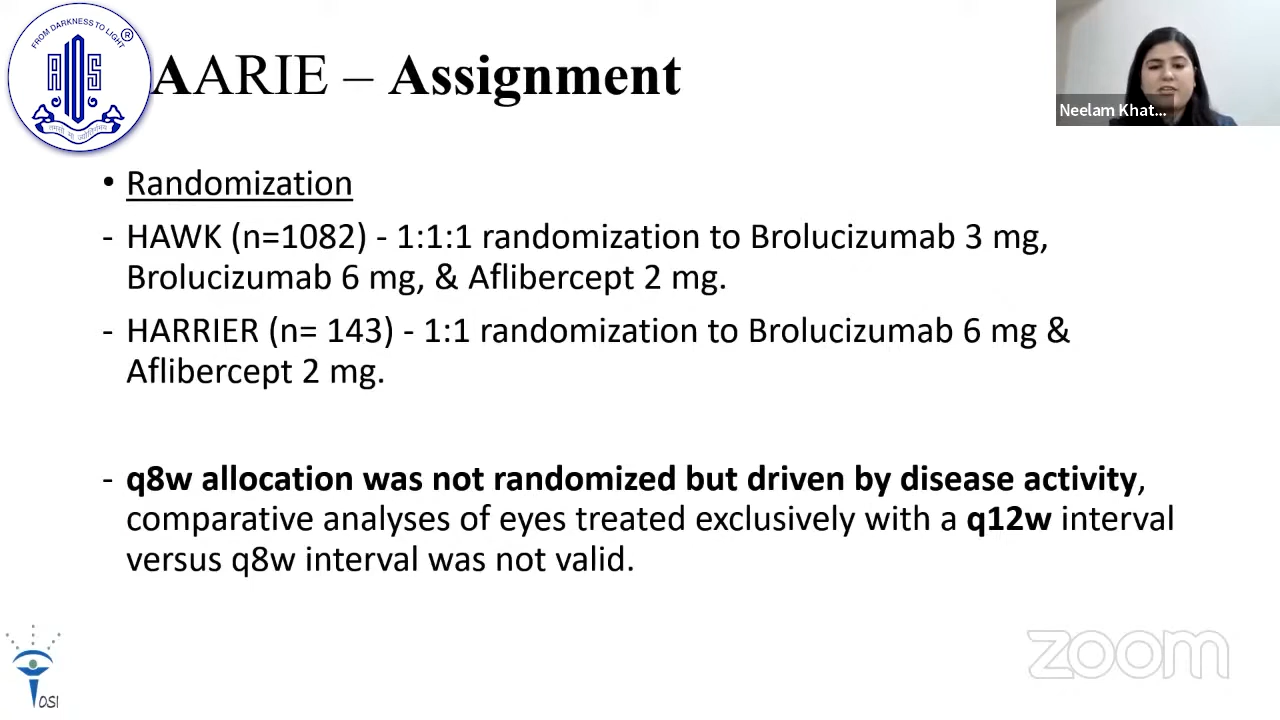 FROM DARKNESS TO LIGHT
®
AIOS
AARIE – Assignment
Neelam Khat...
• Randomization
- HAWK (n=1082) - 1:1:1 randomization to Brolucizumab 3 mg,
Brolucizumab 6 mg, & Aflibercept 2 mg.
- HARRIER (n= 143) - 1:1 randomization to Brolucizumab 6 mg &
Aflibercept 2 mg.
- q8w allocation was not randomized but driven by disease activity,
comparative analyses of eyes treated exclusively with a q12w interval
versus q8w interval was not valid.
OSI
zoom